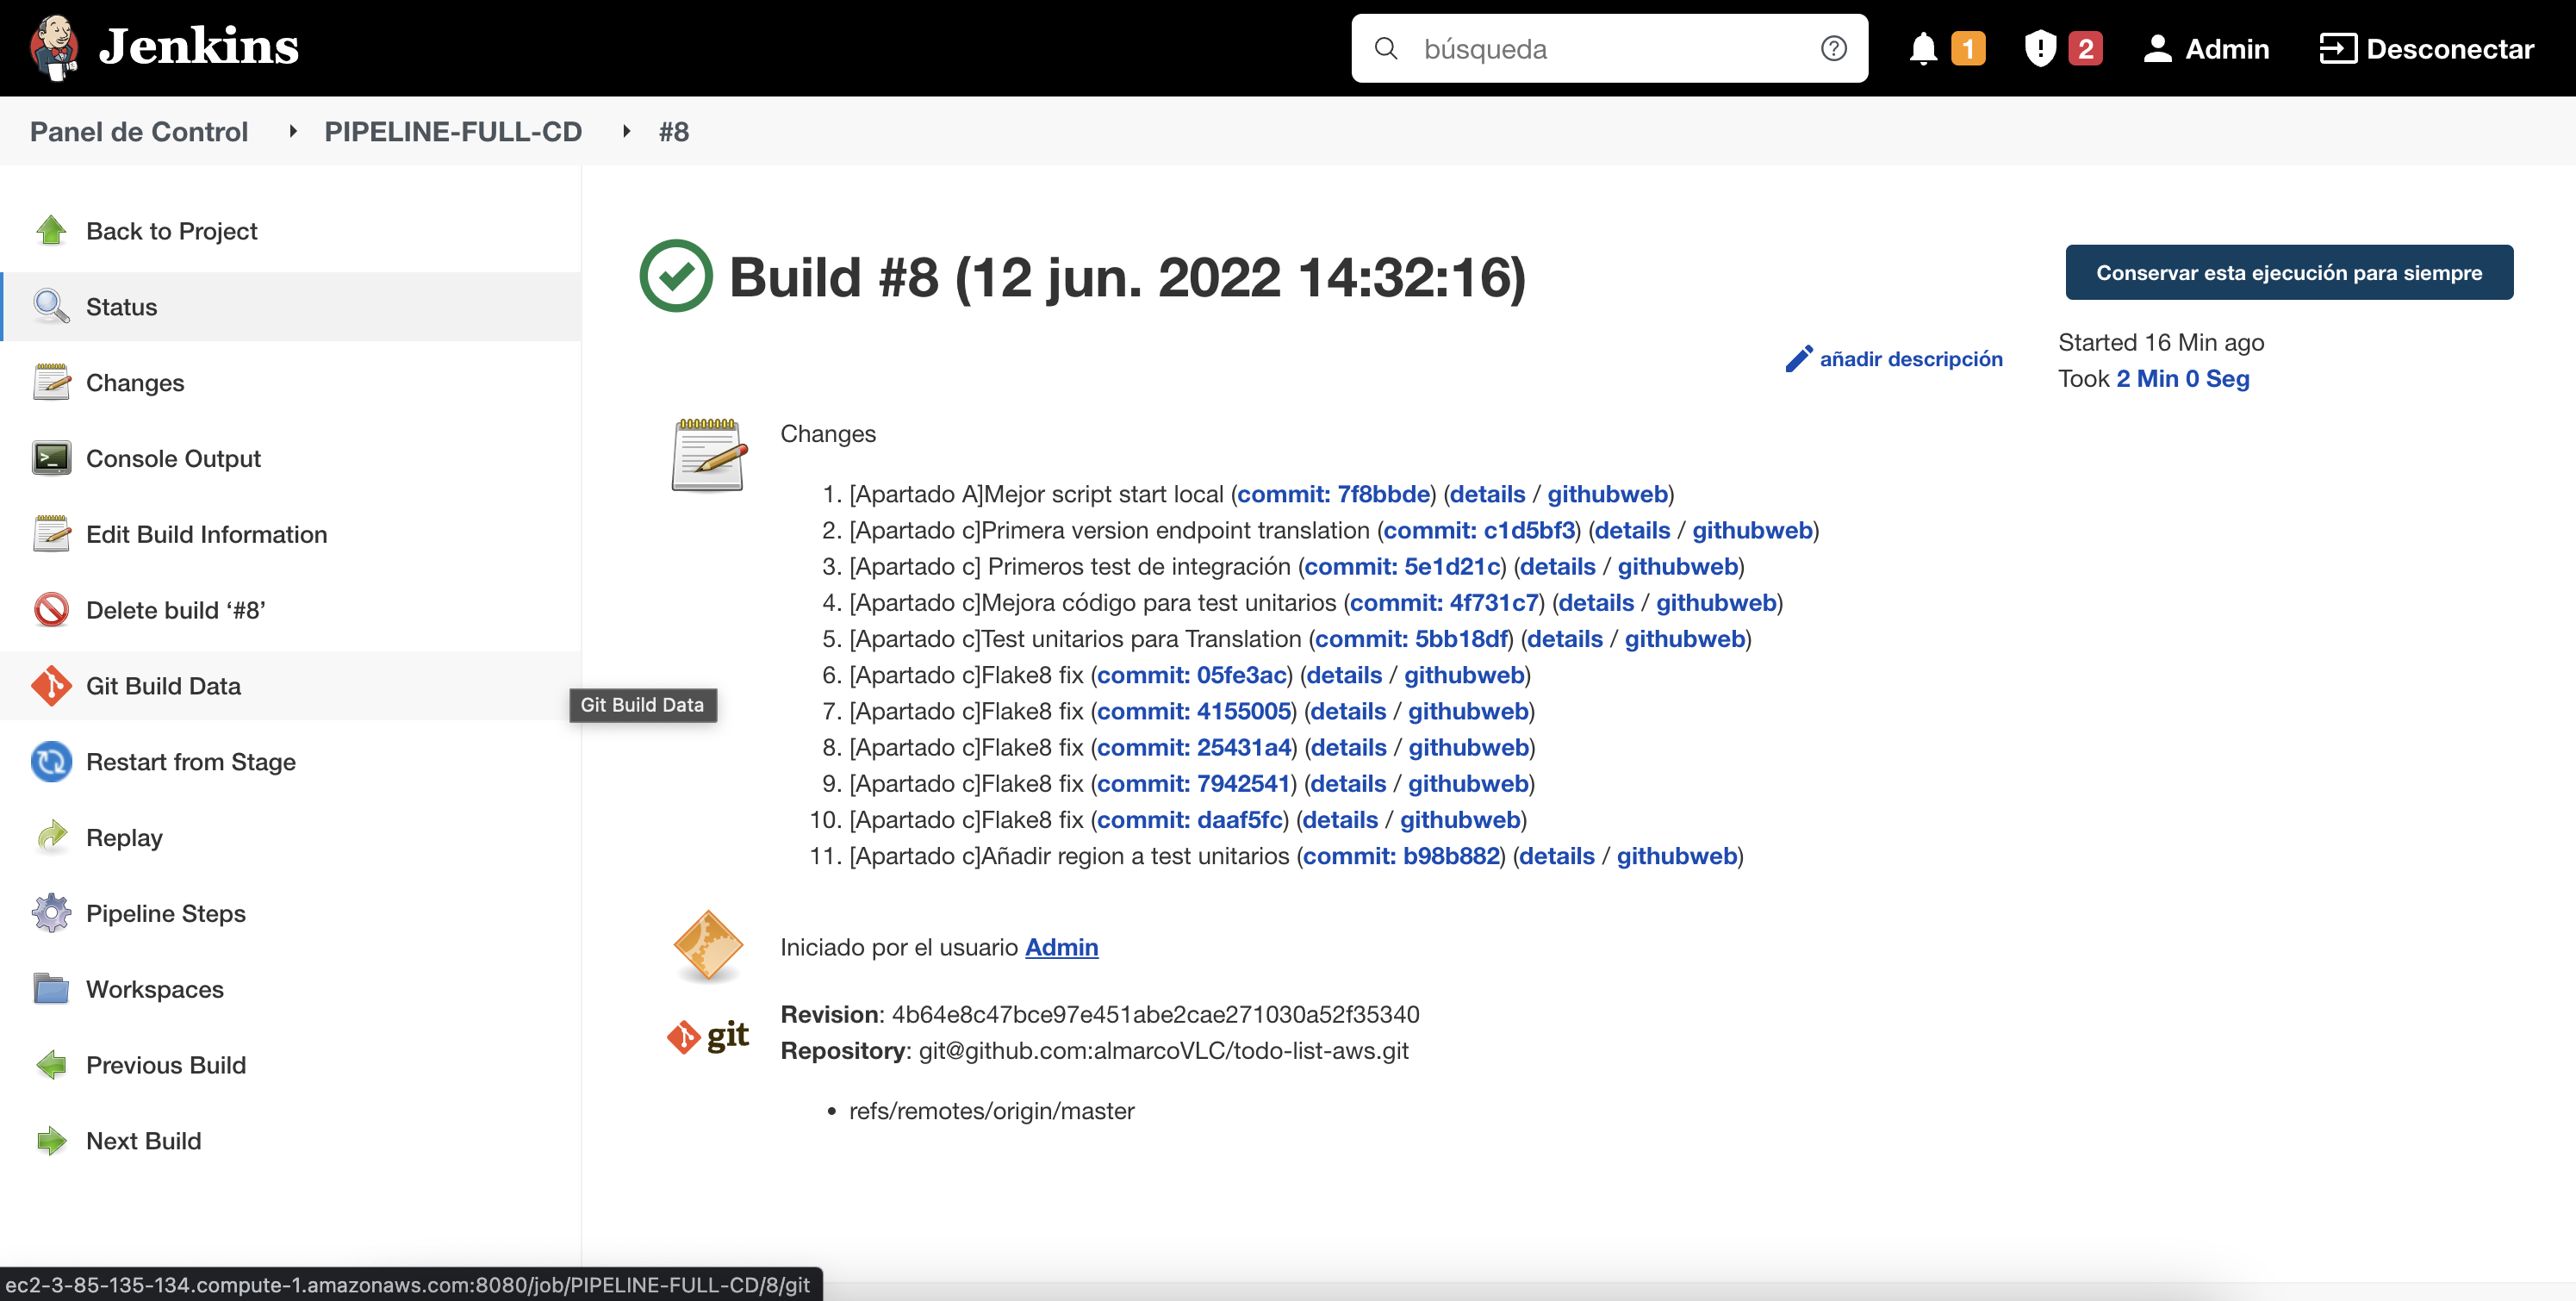 Jenkins
búsqueda
1
2
Admin
Desconectar
Panel de Control
PIPELINE-FULL-CD
#8
Back to Project
Status
Changes
Console Output
Edit Build Information
Delete build ‘#8’
Git Build Data
Restart from Stage
Replay
Pipeline Steps
Workspaces
Previous Build
Next Build
Git Build Data
Build #8 (12 jun. 2022 14:32:16)
Conservar esta ejecución para siempre
añadir descripción
Started 16 Min ago
Took 2 Min 0 Seg
Changes
1. [Apartado A]Mejor script start local (commit: 7f8bbde) (details / githubweb)
2. [Apartado c]Primera version endpoint translation (commit: c1d5bf3) (details / githubweb)
3. [Apartado c] Primeros test de integración (commit: 5e1d21c) (details / githubweb)
4. [Apartado c]Mejora código para test unitarios (commit: 4f731c7) (details / githubweb)
5. [Apartado c]Test unitarios para Translation (commit: 5bb18df) (details / githubweb)
6. [Apartado c]Flake8 fix (commit: 05fe3ac) (details / githubweb)
7. [Apartado c]Flake8 fix (commit: 4155005) (details / githubweb)
8. [Apartado c]Flake8 fix (commit: 25431a4) (details / githubweb)
9. [Apartado c]Flake8 fix (commit: 7942541) (details / githubweb)
10. [Apartado c]Flake8 fix (commit: daaf5fc) (details / githubweb)
11. [Apartado c]Añadir region a test unitarios (commit: b98b882) (details / githubweb)
Iniciado por el usuario Admin
git
Revision: 4b64e8c47bce97e451abe2cae271030a52f35340
Repository: git@github.com:almarcoVLC/todo-list-aws.git
• refs/remotes/origin/master
ec2-3-85-135-134.compute-1.amazonaws.com:8080/job/PIPELINE-FULL-CD/8/git